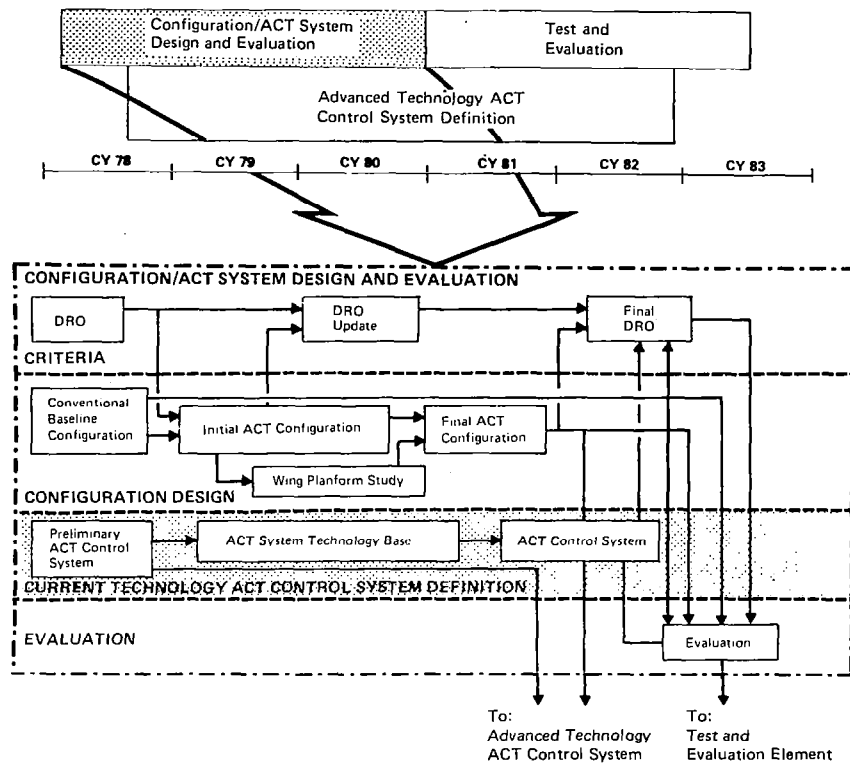 Configuration/ACT System
Design and Evaluation
Test and
Evaluation
Advanced Technology ACT
Control System Definition
CY 78
CY 79
CY 80
CY 81
CY 82
CY 83
CONFIGURATION/ACT SYSTEM DESIGN AND EVALUATION
DRO
DRO
Update
Final
DRO
CRITERIA
Conventional
Baseline
Configuration
Initial ACT Configuration
Final ACT
Configuration
Wing Planform Study
CONFIGURATION DESIGN
Preliminary
ACT Control
System
ACT System Technology Base
ACT Control System
CURRENT TECHNOLOGY ACT CONTROL SYSTEM DEFINITION
EVALUATION
Evaluation
To:
Advanced Technology
ACT Control System
To:
Test and
Evaluation Element